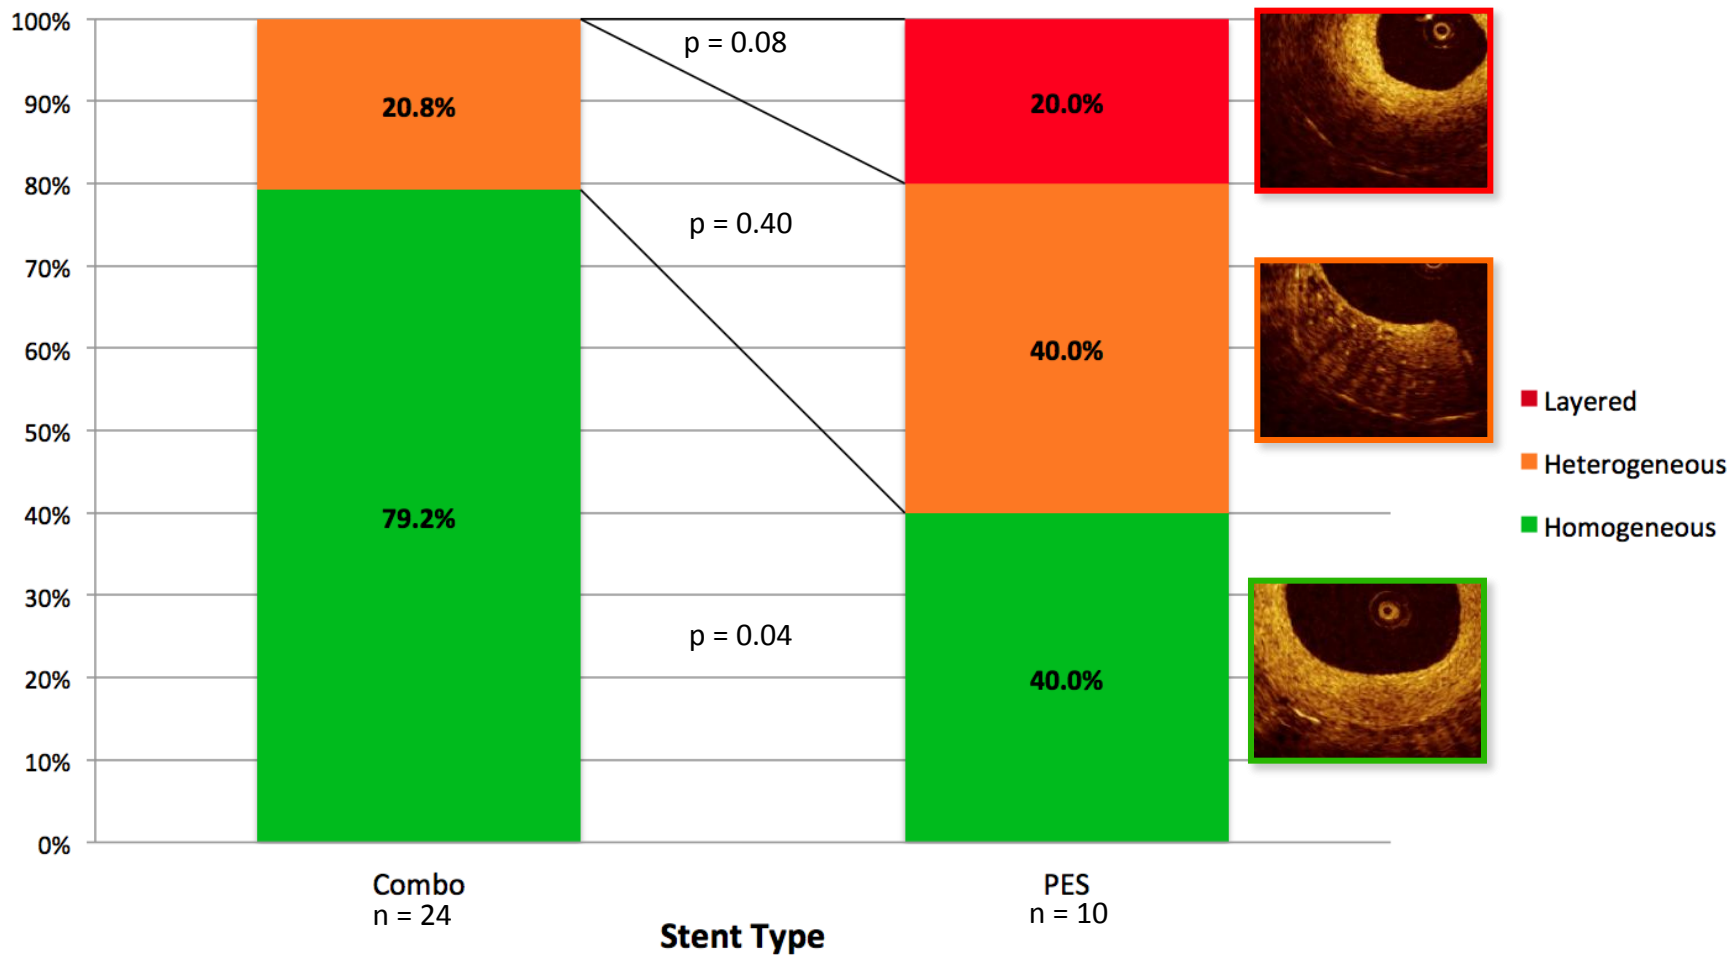 100%
90%
80%
70%
60%
50%
40%
30%
20%
10%
0%
20.8%
79.2%
p = 0.08
p = 0.40
p = 0.04
20.0%
40.0%
40.0%
Layered
Heterogeneous
Homogeneous
Combo
n = 24
PES
n = 10
Stent Type